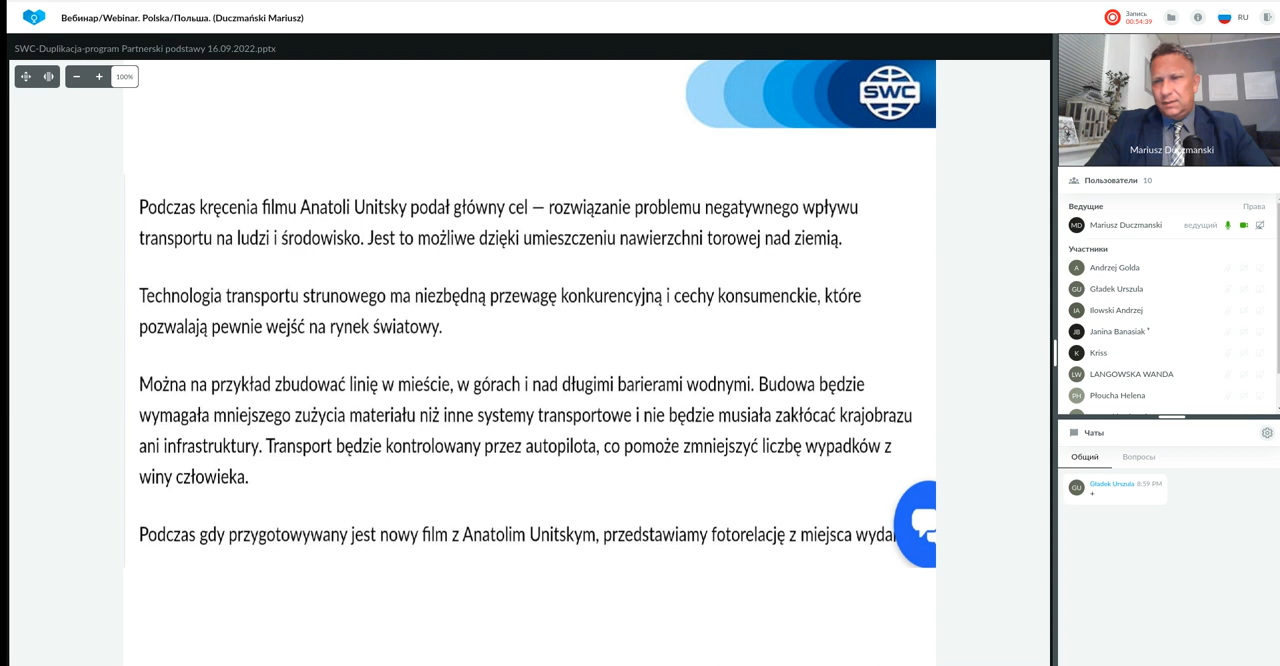 Вебинар/Webinar. Polska/Польша. (Duczmański Mariusz)
Запись
00:54:39
RU
SWC-Duplikacja-program Partnerski podstawy 16.09.2022.pptx
100%
SWC
Podczas kręcenia filmu Anatoli Unitsky podał główny cel — rozwiązanie problemu negatywnego wpływu
transportu na ludzi i środowisko. Jest to możliwe dzięki umieszczeniu nawierzchni torowej nad ziemią.
Technologia transportu strunowego ma niezbędną przewagę konkurencyjną i cechy konsumenckie, które
pozwalają pewnie wejść na rynek światowy.
Można na przykład zbudować linię w mieście, w górach i nad długimi barierami wodnymi. Budowa będzie
wymagała mniejszego zużycia materiału niż inne systemy transportowe i nie będzie musiała zakłócać krajobrazu
ani infrastruktury. Transport będzie kontrolowany przez autopilota, co pomoże zmniejszyć liczbę wypadków z
winy człowieka.
Podczas gdy przygotowywany jest nowy film z Anatolim Unitskym, przedstawiamy fotorelację z miejsca
Mariusz Duczmanski
Пользователи 10
Ведущие Права
MD Mariusz Duczmanski ведущий
Участники
A Andrzej Golda
GU Gładek Urszula
IA Ilowski Andrzej
JB Janina Banasiak *
K Kriss
LW LANGOWSKA WANDA
PH Płoucha Helena
Чаты
Общий Вопросы
GU Gładek Urszula 8:59 PM
+